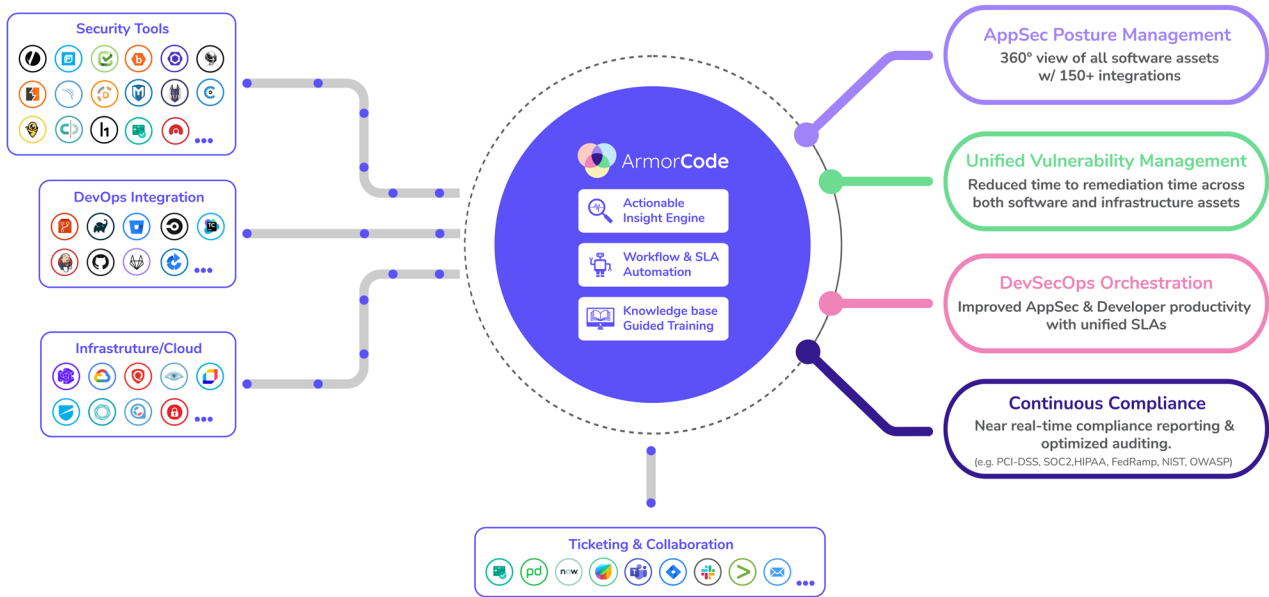 Security Tools
DevOps Integration
Infrastruture/Cloud
ArmorCode
Actionable
Insight Engine
Workflow & SLA
Automation
Knowledge base
Guided Training
AppSec Posture Management
360° view of all software assets
w/ 150+ integrations
Unified Vulnerability Management
Reduced time to remediation time across
both software and infrastructure assets
DevSecOps Orchestration
Improved AppSec & Developer productivity
with unified SLAs
Continuous Compliance
Near real-time compliance reporting &
optimized auditing.
(e.g. PCI-DSS, SOC2,HIPAA, FedRamp, NIST, OWASP)
Ticketing & Collaboration
pd
now.